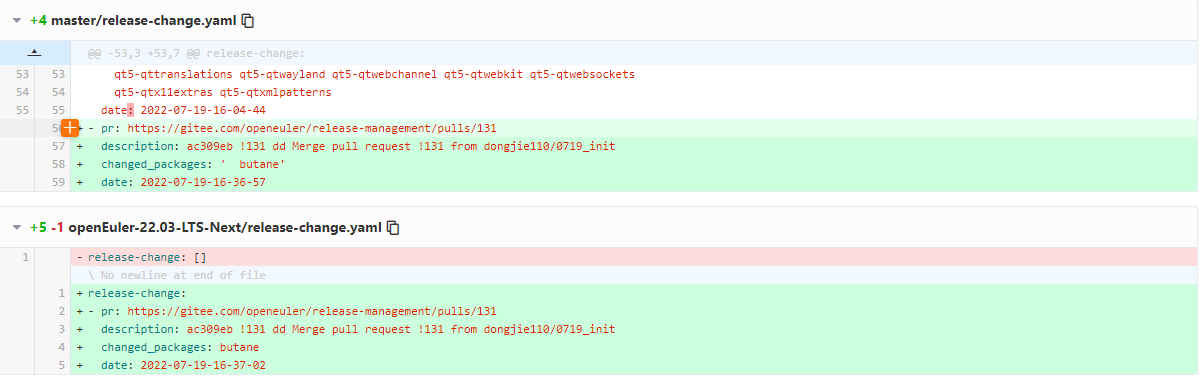 +4 master/release-change.yaml
@@ -53,3 +53,7 @@ release-change:
53 53 qt5-qttranslations qt5-qtwayland qt5-qtwebchannel qt5-qtwebkit qt5-qtwebsockets
54 54 qt5-qtx11extras qt5-qtxmlpatterns
55 55 date: 2022-07-19-16-04-44
+ - pr: https://gitee.com/openeuler/release-management/pulls/131
57 + description: ac309eb !131 dd Merge pull request !131 from dongjie110/0719_init
58 + changed_packages: '  butane'
59 + date: 2022-07-19-16-36-57
+5 -1 openEuler-22.03-LTS-Next/release-change.yaml
1 - release-change: []
\ No newline at end of file
1 + release-change:
2 + - pr: https://gitee.com/openeuler/release-management/pulls/131
3 + description: ac309eb !131 dd Merge pull request !131 from dongjie110/0719_init
4 + changed_packages: butane
5 + date: 2022-07-19-16-37-02